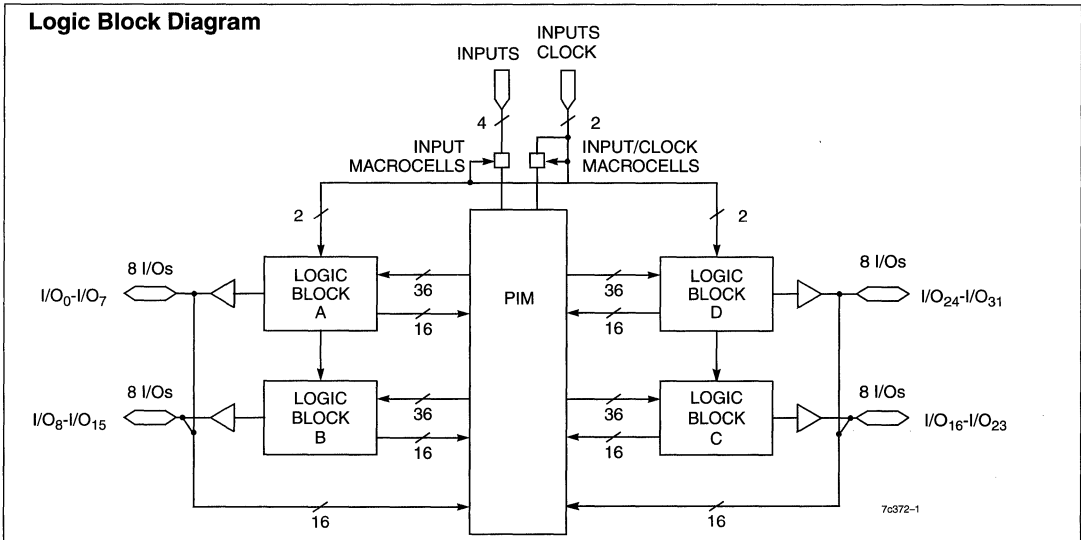 Logic Block Diagram
INPUTS
INPUTS
CLOCK
4
2
INPUT
MACROCELLS
INPUT/CLOCK
MACROCELLS
2
2
8 I/Os
I/O0-I/O7
LOGIC
BLOCK
A
36
16
PIM
36
16
LOGIC
BLOCK
D
8 I/Os
I/O24-I/O31
8 I/Os
I/O8-I/O15
LOGIC
BLOCK
B
36
16
36
16
LOGIC
BLOCK
C
8 I/Os
I/O16-I/O23
16
16
7c372-1